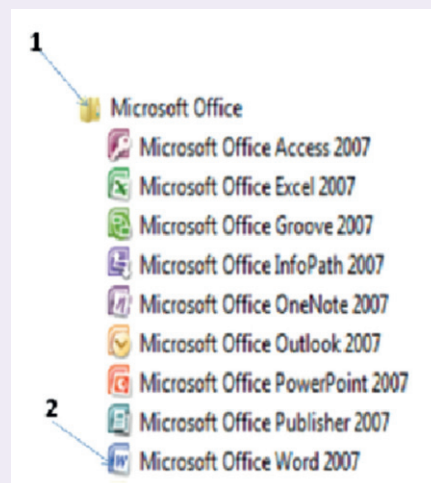 1
Microsoft Office
Microsoft Office Access 2007
Microsoft Office Excel 2007
Microsoft Office Groove 2007
Microsoft Office InfoPath 2007
Microsoft Office OneNote 2007
Microsoft Office Outlook 2007
Microsoft Office PowerPoint 2007
2
Microsoft Office Publisher 2007
Microsoft Office Word 2007